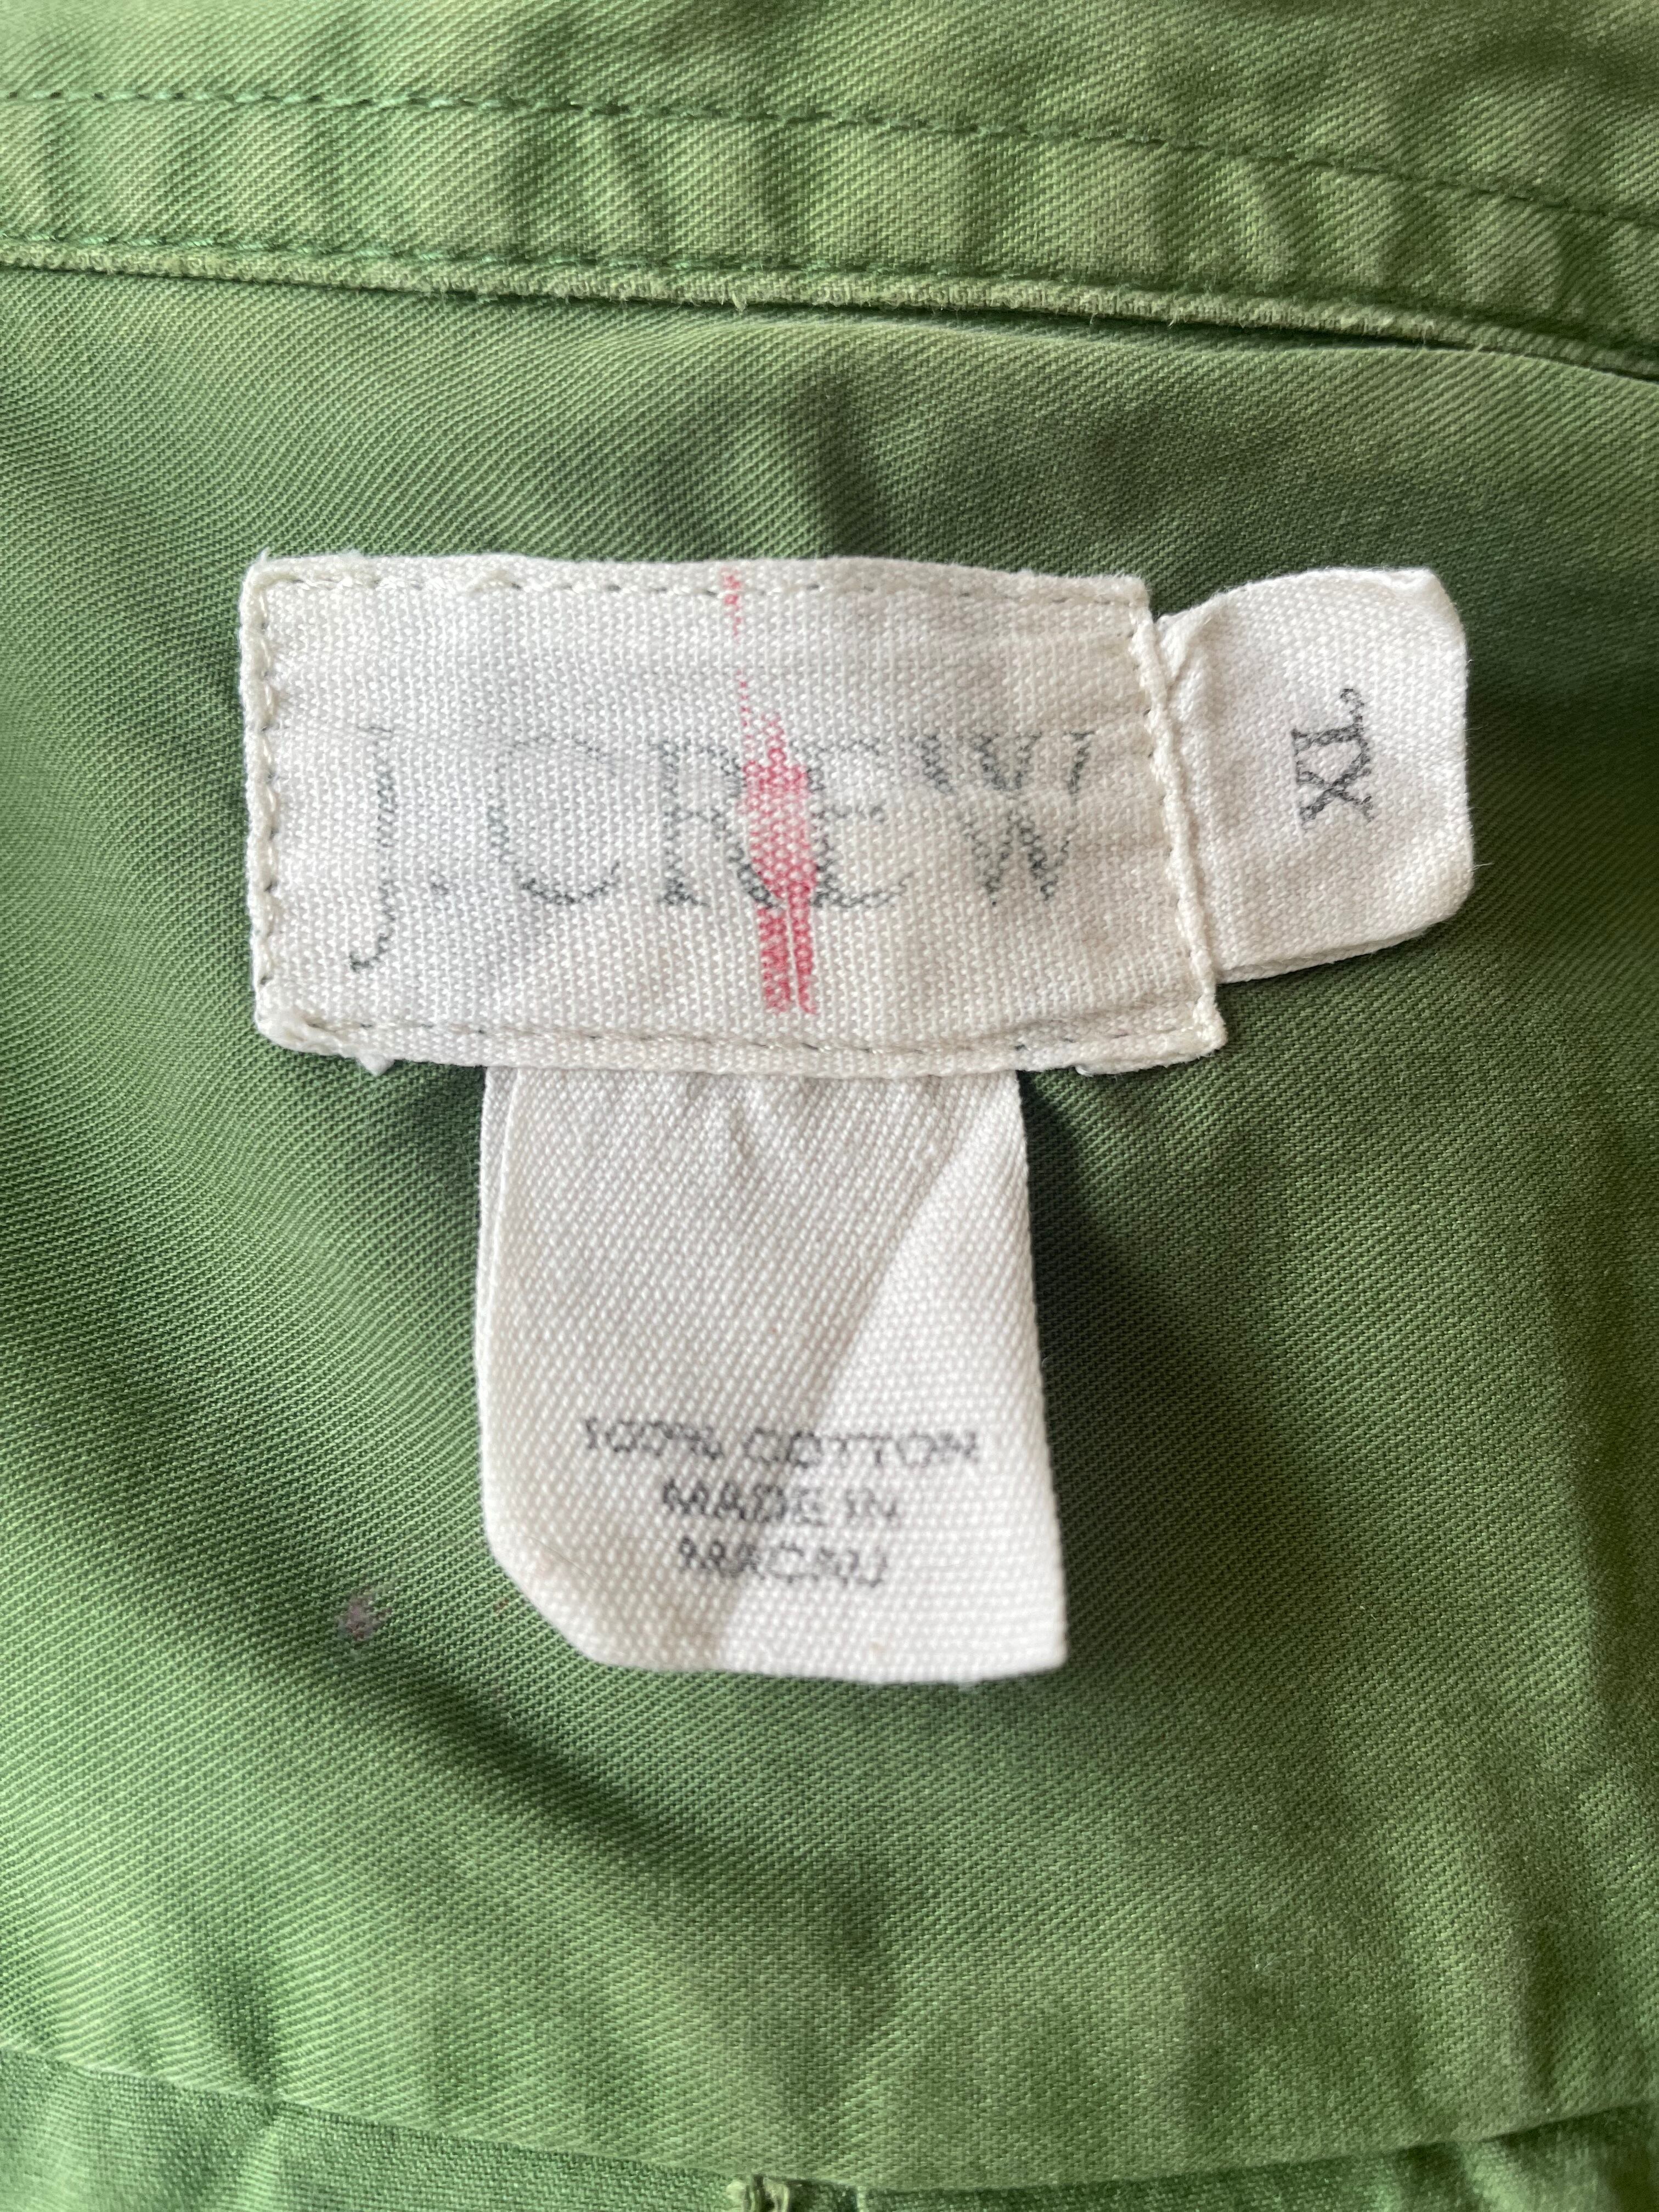 J.CREW
XL
100% COTTON
MADE IN
MACAU